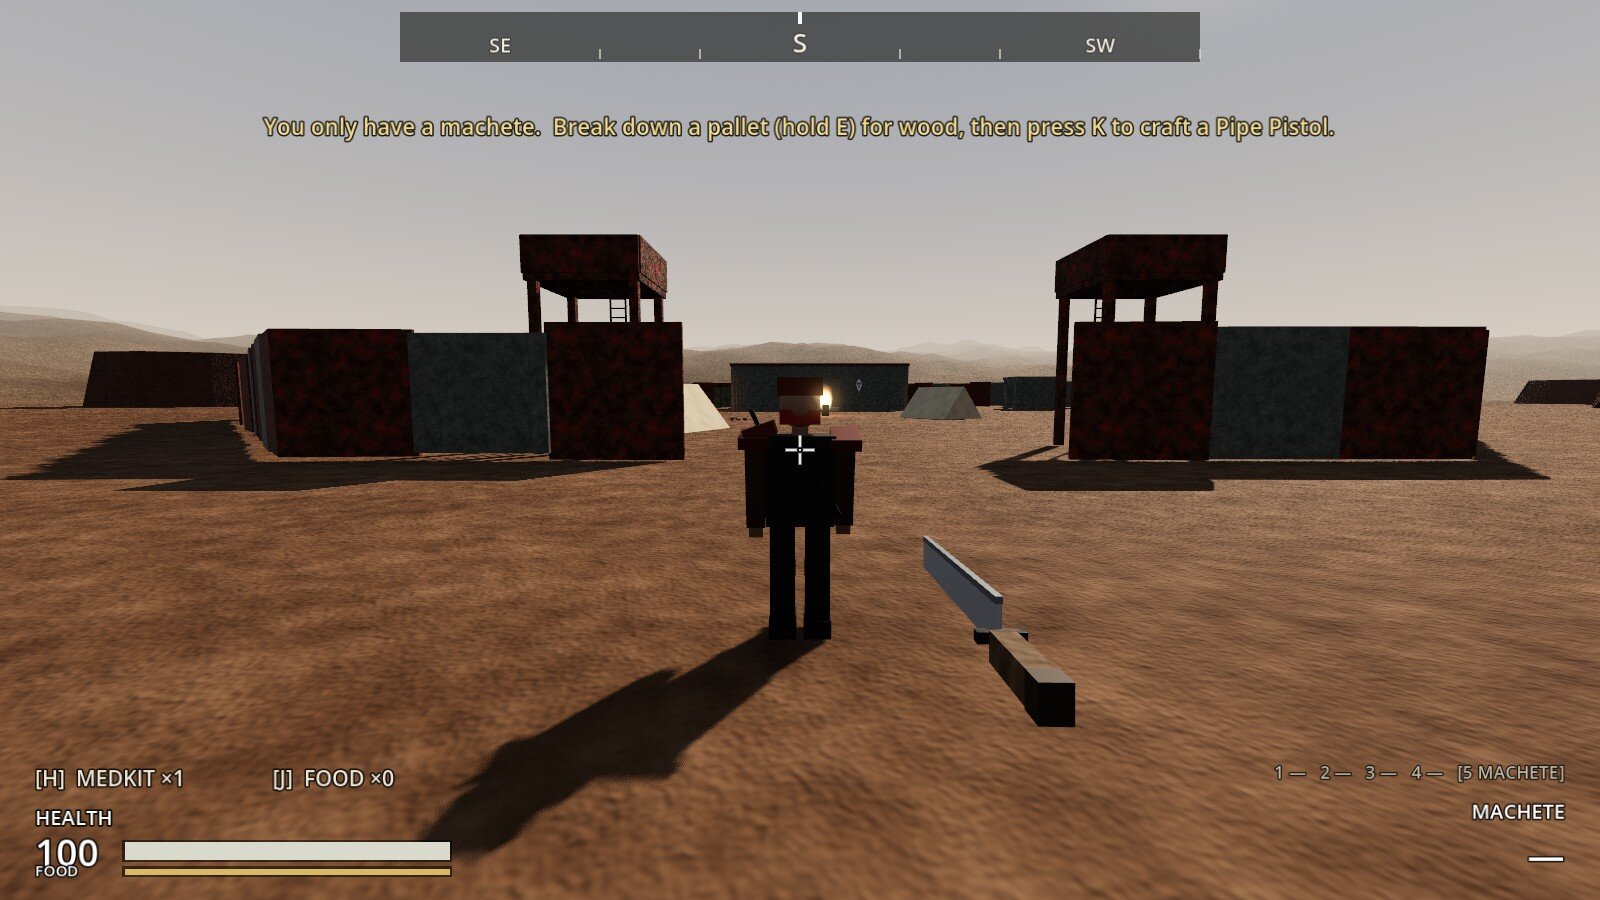 SE S SW
You only have a machete. Break down a pallet (hold E) for wood, then press K to craft a Pipe Pistol.
[H] MEDKIT ×1 [J] FOOD ×0
1 — 2 — 3 — 4 — [5 MACHETE]
HEALTH
MACHETE
100
FOOD